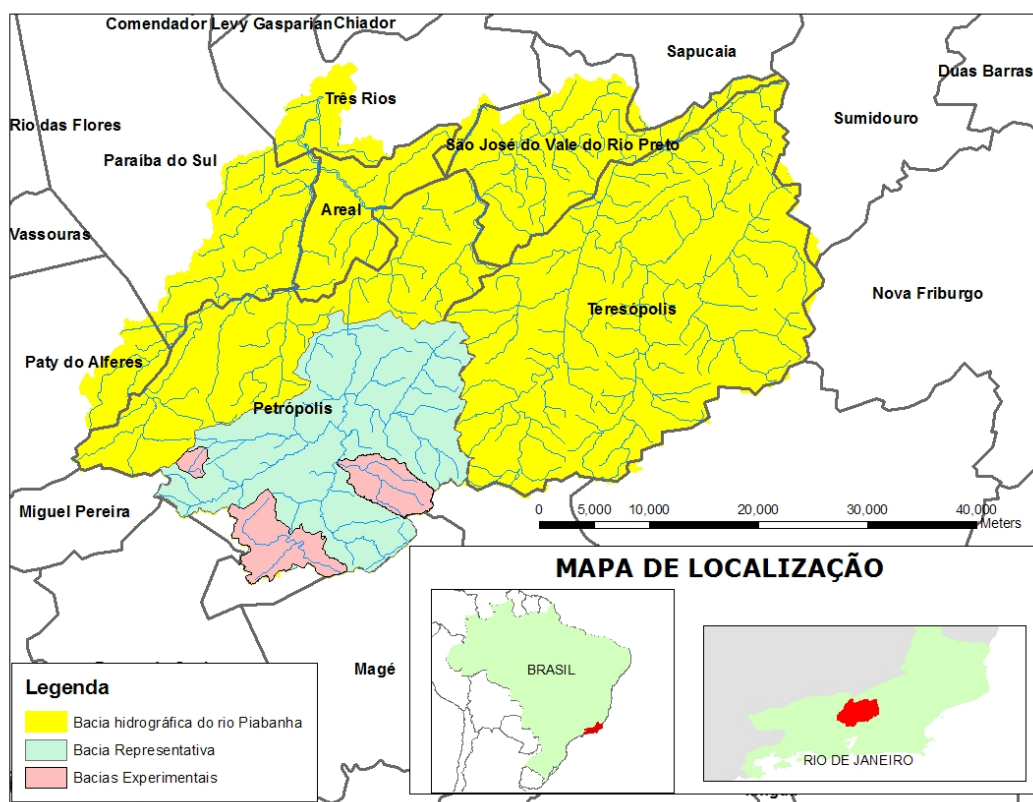 Comendador Levy Gasparian
Chiador
Sapucaia
Duas Barras
Três Rios
Rio das Flores
Sumidouro
Paraíba do Sul
São José do Vale do Rio Preto
Areal
Vassouras
Nova Friburgo
Teresópolis
Paty do Alferes
Petrópolis
Miguel Pereira
0 5,000 10,000 20,000 30,000 40,000
Meters
MAPA DE LOCALIZAÇÃO
Magé
BRASIL
RIO DE JANEIRO
Legenda
Bacia hidrográfica do rio Piabanha
Bacia Representativa
Bacias Experimentais